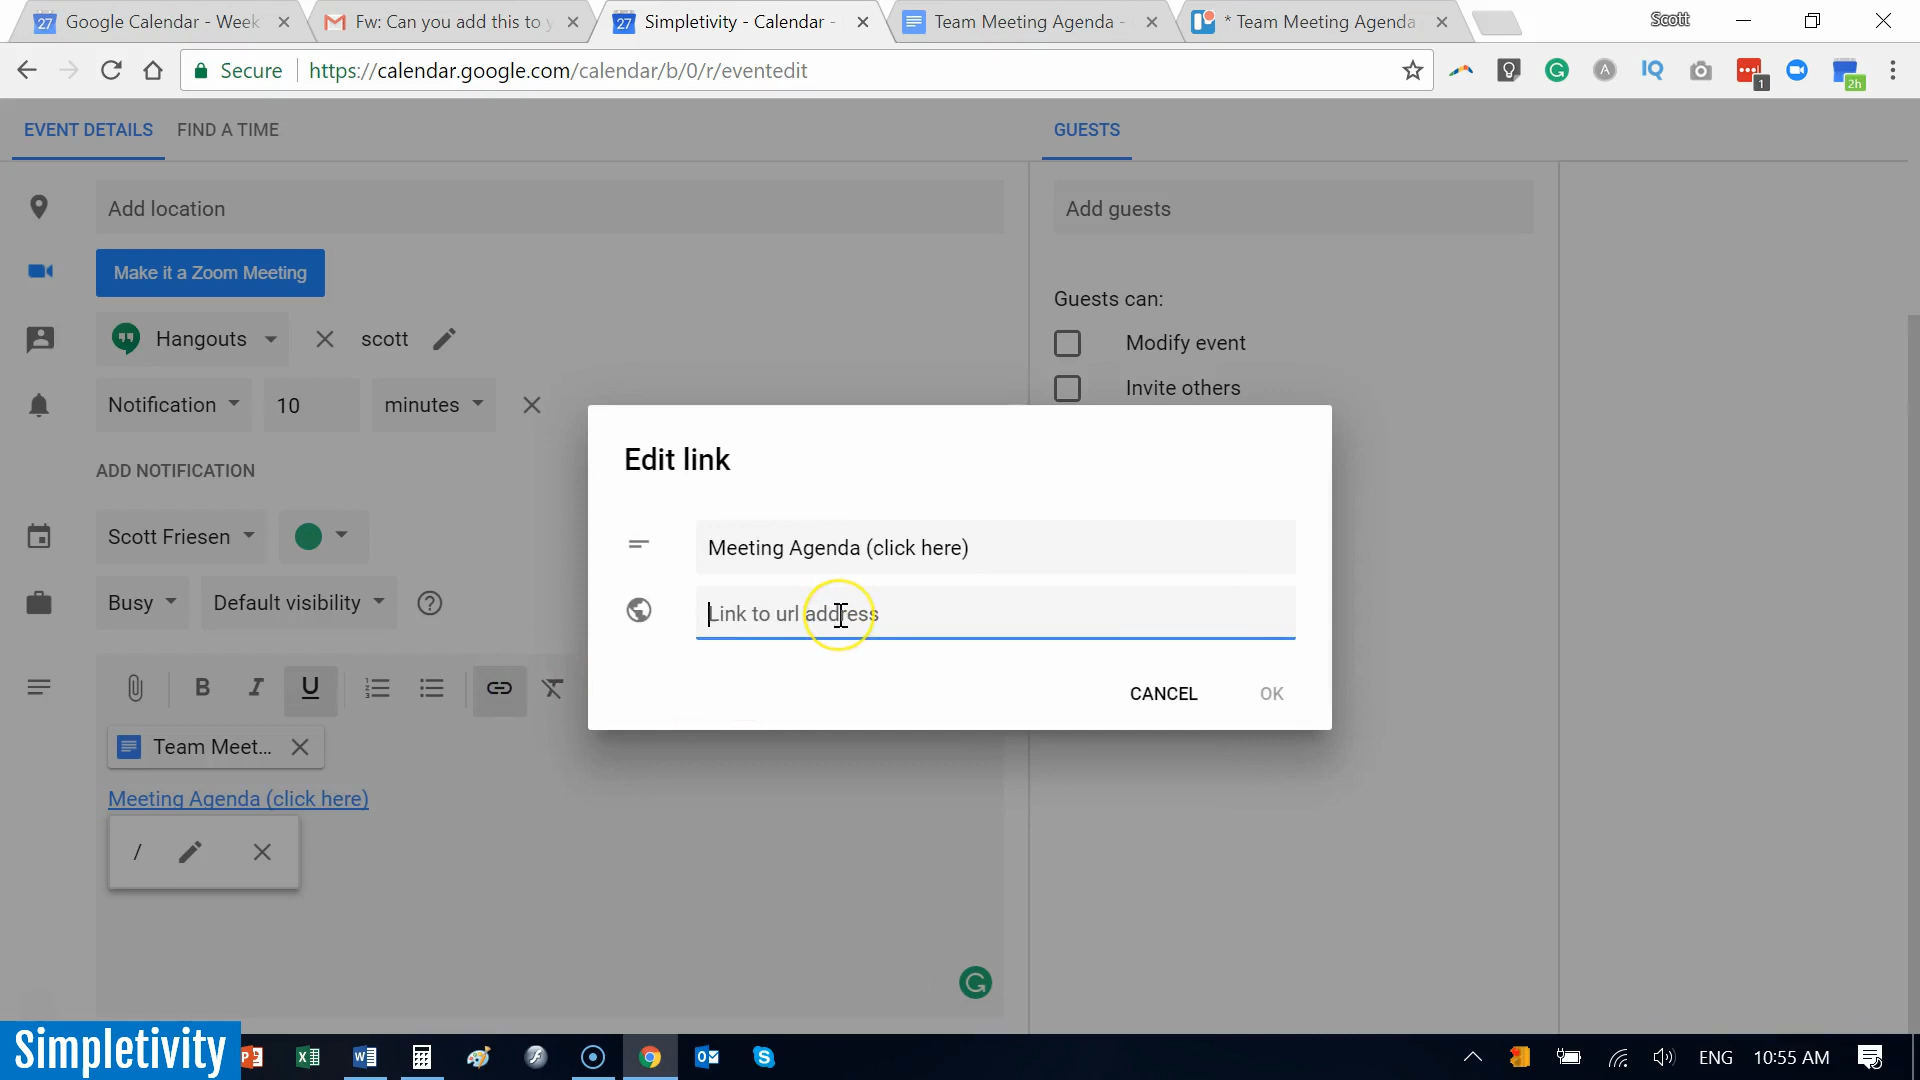 Google Calendar - Week
Fw: Can you add this to y
Simpletivity - Calendar -
Team Meeting Agenda -
* Team Meeting Agenda
Scott
Secure
https://calendar.google.com/calendar/b/0/r/eventedit
1
2h
EVENT DETAILS
FIND A TIME
GUESTS
Add location
Add guests
Make it a Zoom Meeting
Guests can:
Hangouts
scott
Modify event
Notification
10
minutes
Invite others
ADD NOTIFICATION
Edit link
Scott Friesen
Meeting Agenda (click here)
Busy
Default visibility
Link to url address
B
I
U
CANCEL
OK
Team Meet...
Meeting Agenda (click here)
/
Simpletivity
ENG
10:55 AM